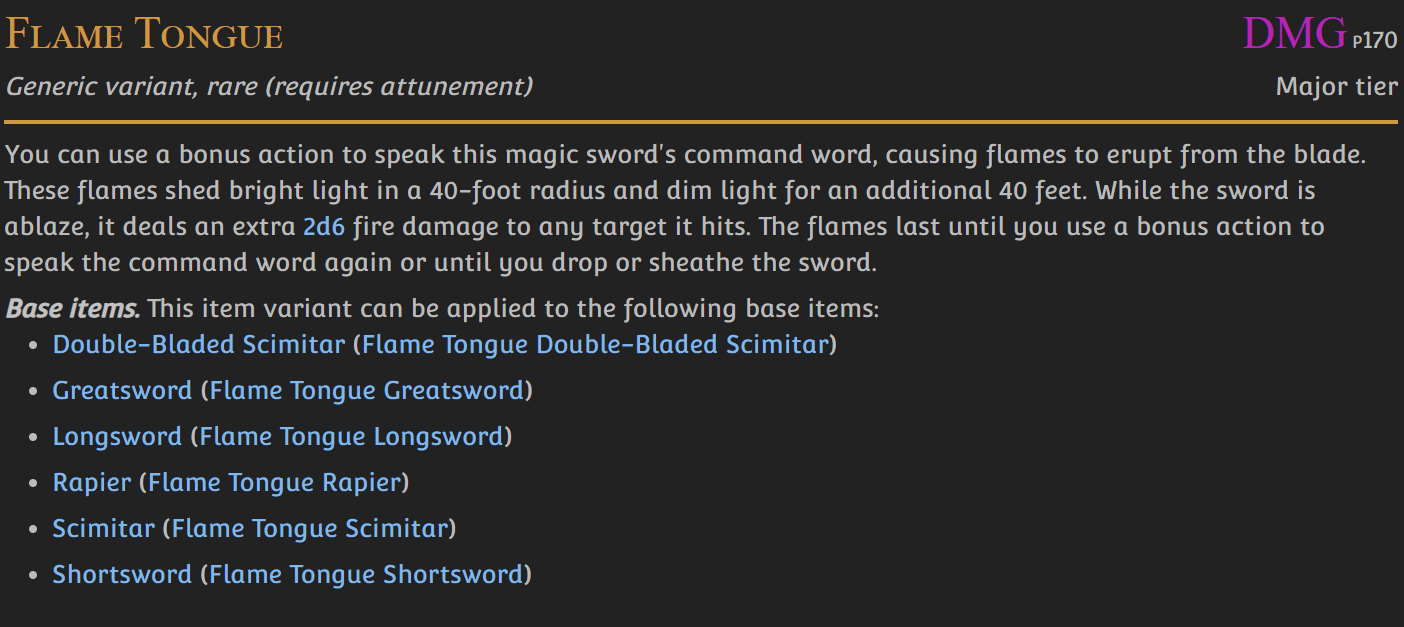 Flame Tongue
DMG P170
Generic variant, rare (requires attunement)
Major tier
You can use a bonus action to speak this magic sword's command word, causing flames to erupt from the blade.
These flames shed bright light in a 40-foot radius and dim light for an additional 40 feet. While the sword is
ablaze, it deals an extra 2d6 fire damage to any target it hits. The flames last until you use a bonus action to
speak the command word again or until you drop or sheathe the sword.
Base items. This item variant can be applied to the following base items:
• Double-Bladed Scimitar (Flame Tongue Double-Bladed Scimitar)
• Greatsword (Flame Tongue Greatsword)
• Longsword (Flame Tongue Longsword)
• Rapier (Flame Tongue Rapier)
• Scimitar (Flame Tongue Scimitar)
• Shortsword (Flame Tongue Shortsword)